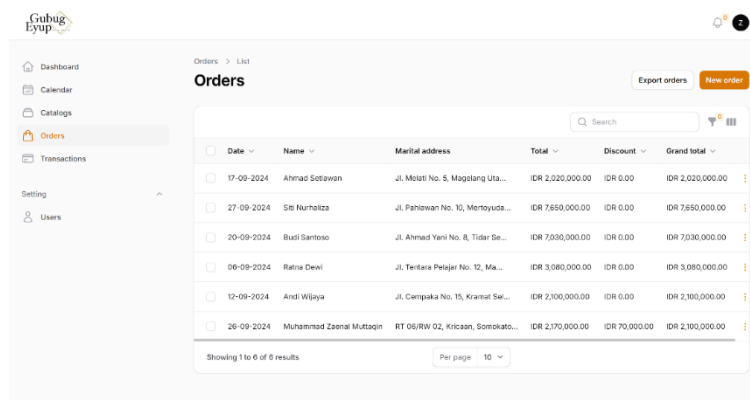 Gubug
Eyup
0
Z
Dashboard
Calendar
Catalogs
Orders
Transactions
Setting
Users
Orders > List
Orders
Export orders
New order
Search
0
Date Name Marital address Total Discount Grand total
17-09-2024 Ahmad Setiawan Jl. Melati No. 5, Magelang Uta... IDR 2,020,000.00 IDR 0.00 IDR 2,020,000.00
27-09-2024 Siti Nurhaliza Jl. Pahlawan No. 10, Mertoyuda... IDR 7,650,000.00 IDR 0.00 IDR 7,650,000.00
20-09-2024 Budi Santoso Jl. Ahmad Yani No. 8, Tidar Se... IDR 7,030,000.00 IDR 0.00 IDR 7,030,000.00
06-09-2024 Ratna Dewi Jl. Tentara Pelajar No. 12, Ma... IDR 3,080,000.00 IDR 0.00 IDR 3,080,000.00
12-09-2024 Andi Wijaya Jl. Cempaka No. 15, Kramat Sel... IDR 2,100,000.00 IDR 0.00 IDR 2,100,000.00
26-09-2024 Muhammad Zaenal Muttaqin RT 06/RW 02, Kricaan, Somokato... IDR 2,170,000.00 IDR 70,000.00 IDR 2,100,000.00
Showing 1 to 6 of 6 results
Per page 10